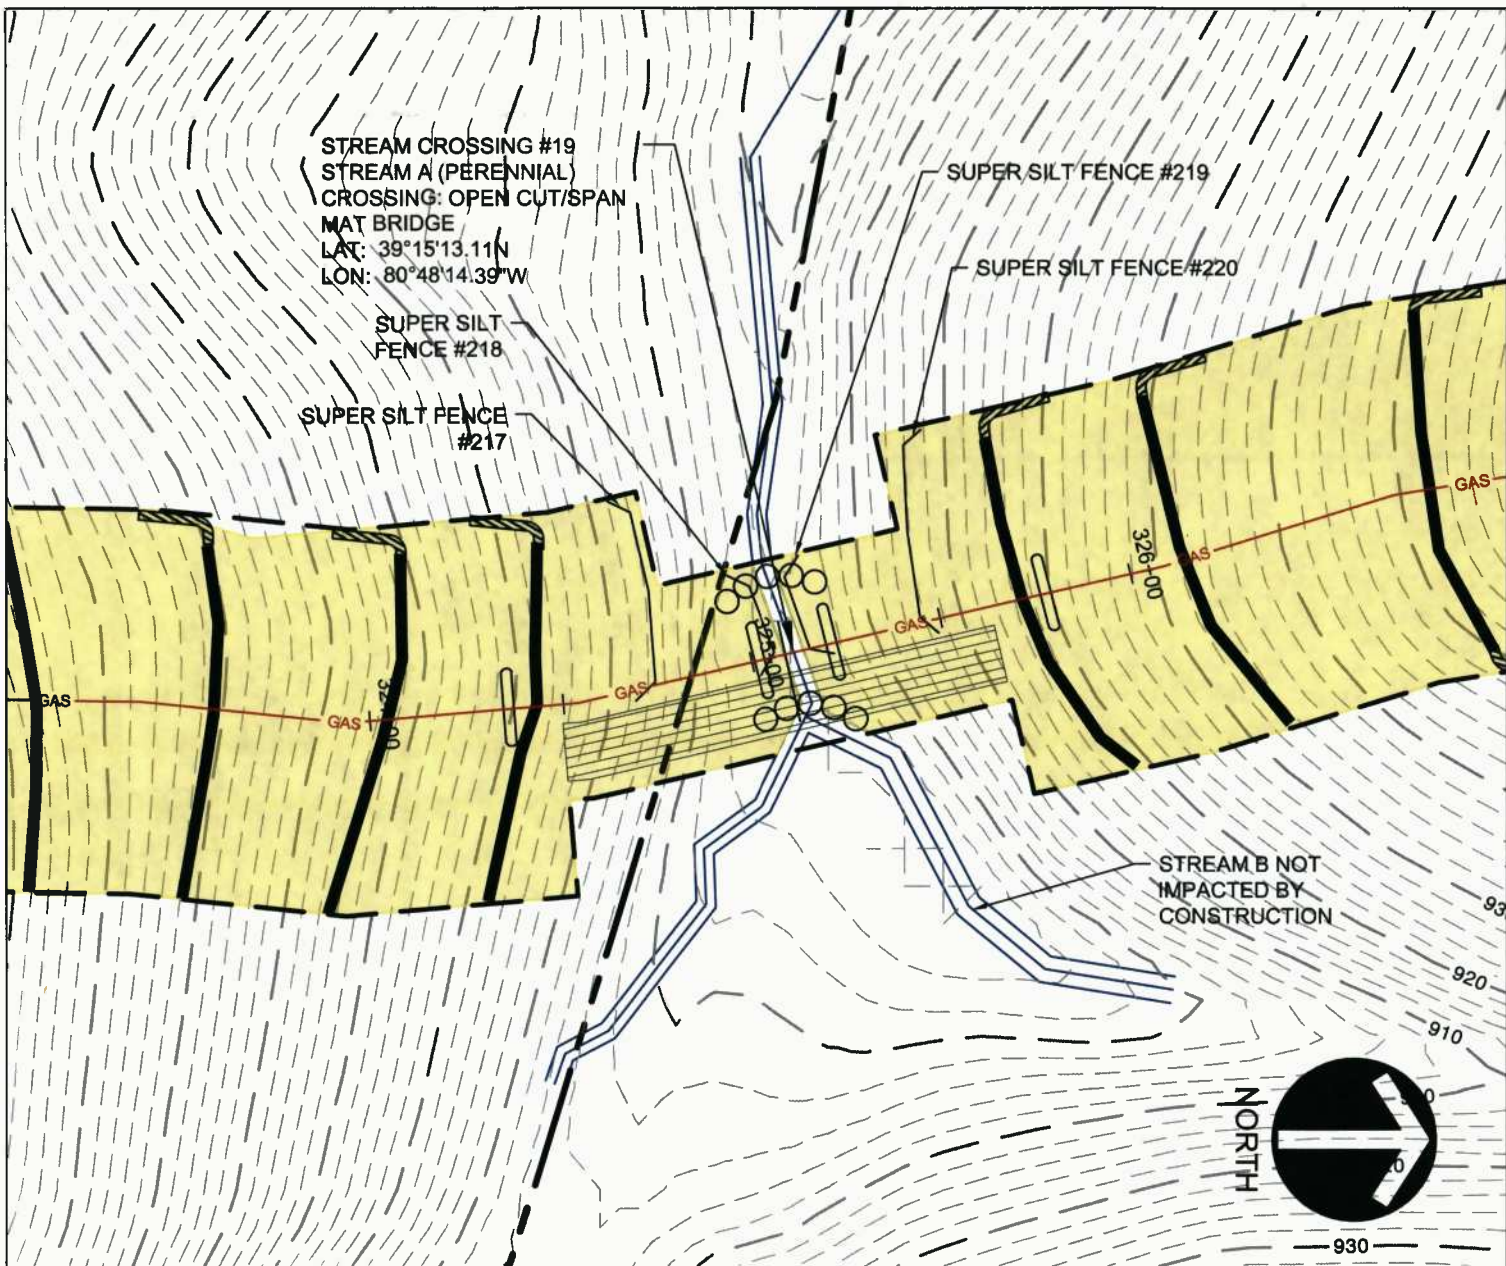 STREAM CROSSING #19
STREAM A (PERENNIAL)
CROSSING: OPEN CUT/SPAN
MAT BRIDGE
LAT: 39°15'13.11N
LON: 80°48'14.39"W
SUPER SILT
FENCE #218
SUPER SILT FENCE
#217
SUPER SILT FENCE #219
SUPER SILT FENCE #220
GAS
GAS
GAS
GAS
GAS
GAS
326+00
STREAM B NOT
IMPACTED BY
CONSTRUCTION
920
910
NORTH
930